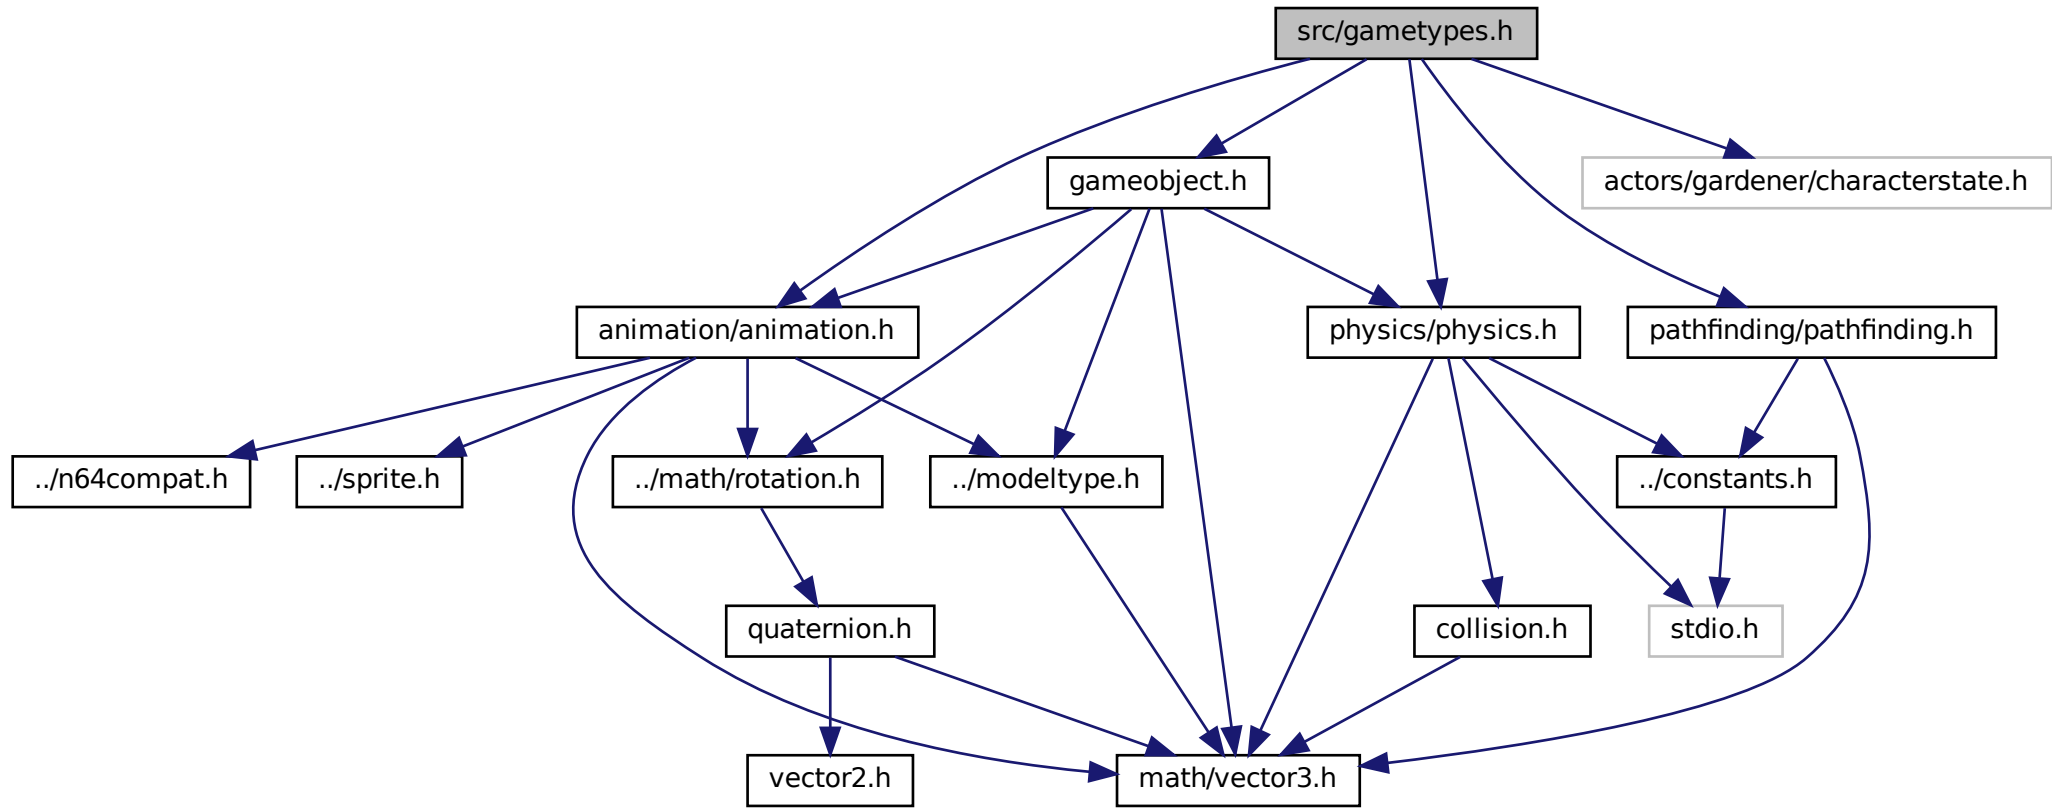 src/gametypes.h
gameobject.h
actors/gardener/characterstate.h
animation/animation.h
physics/physics.h
pathfinding/pathfinding.h
../n64compat.h
../sprite.h
../math/rotation.h
../modeltype.h
../constants.h
quaternion.h
collision.h
stdio.h
vector2.h
math/vector3.h